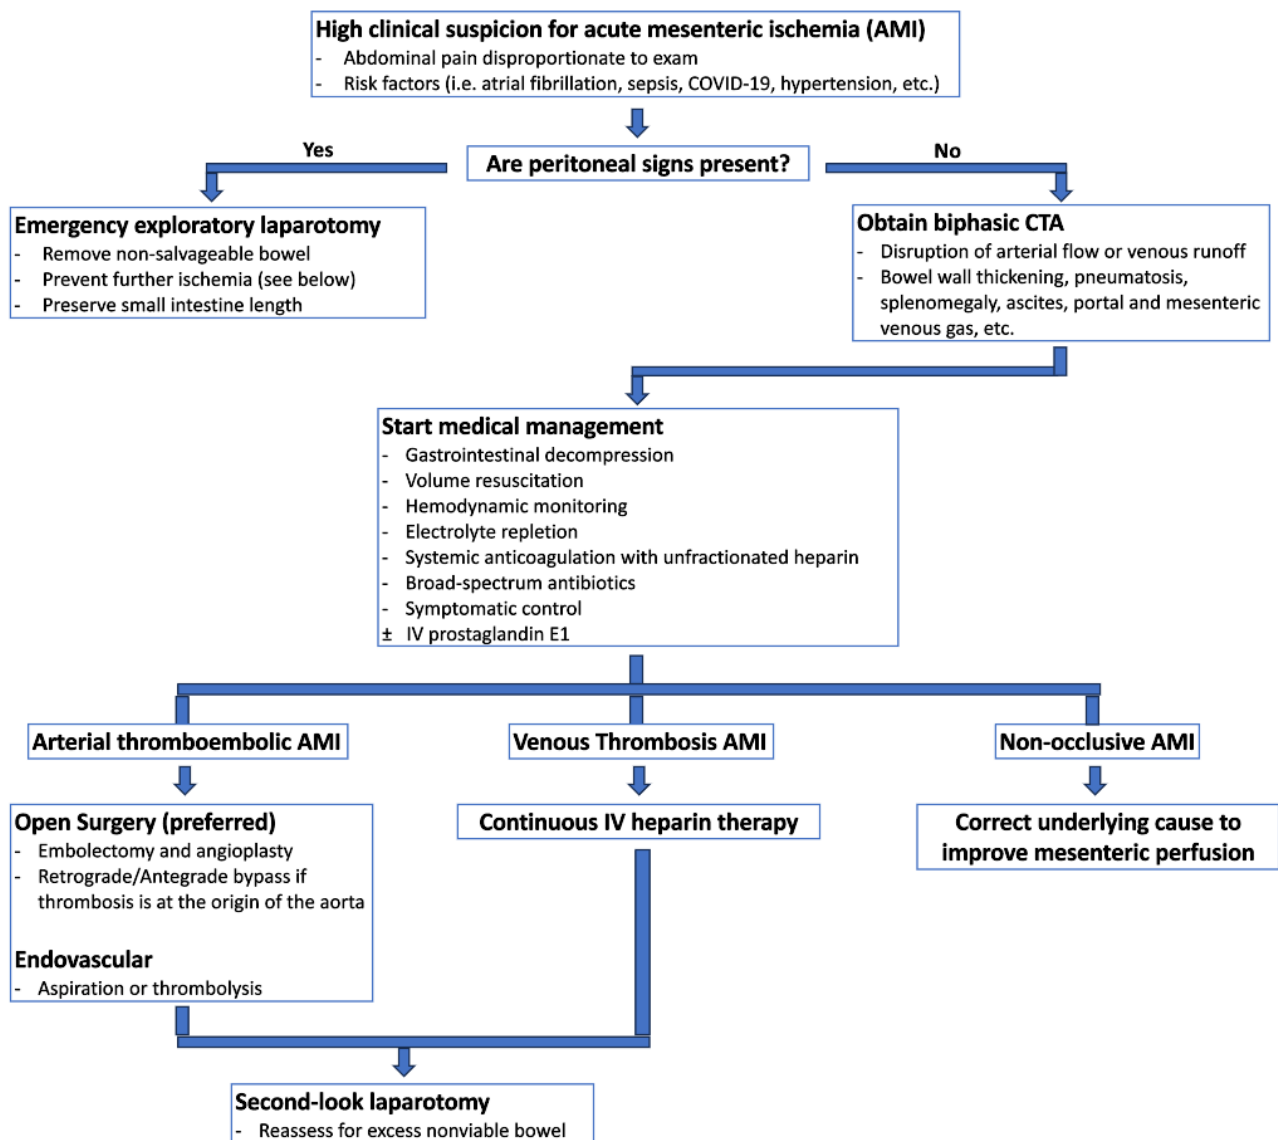 High clinical suspicion for acute mesenteric ischemia (AMI)
- Abdominal pain disproportionate to exam
- Risk factors (i.e. atrial fibrillation, sepsis, COVID-19, hypertension, etc.)
Yes
Are peritoneal signs present?
No
Emergency exploratory laparotomy
- Remove non-salvageable bowel
- Prevent further ischemia (see below)
- Preserve small intestine length
Obtain biphasic CTA
- Disruption of arterial flow or venous runoff
- Bowel wall thickening, pneumatosis,
splenomegaly, ascites, portal and mesenteric
venous gas, etc.
Start medical management
- Gastrointestinal decompression
- Volume resuscitation
- Hemodynamic monitoring
- Electrolyte repletion
- Systemic anticoagulation with unfractionated heparin
- Broad-spectrum antibiotics
- Symptomatic control
± IV prostaglandin E1
Arterial thromboembolic AMI
Venous Thrombosis AMI
Non-occlusive AMI
Open Surgery (preferred)
- Embolectomy and angioplasty
- Retrograde/Antegrade bypass if
thrombosis is at the origin of the aorta
Endovascular
- Aspiration or thrombolysis
Continuous IV heparin therapy
Correct underlying cause to
improve mesenteric perfusion
Second-look laparotomy
- Reassess for excess nonviable bowel